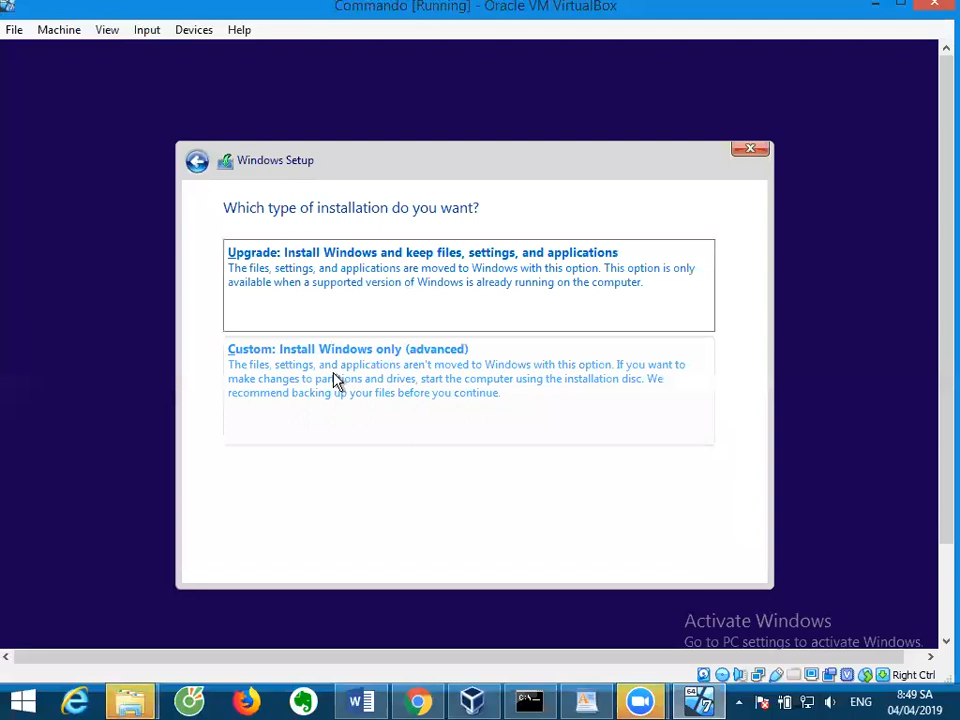 Commando [Running] - Oracle VM VirtualBox
File Machine View Input Devices Help
Windows Setup
Which type of installation do you want?
Upgrade: Install Windows and keep files, settings, and applications
The files, settings, and applications are moved to Windows with this option. This option is only
available when a supported version of Windows is already running on the computer.
Custom: Install Windows only (advanced)
The files, settings, and applications aren't moved to Windows with this option. If you want to
make changes to partitions and drives, start the computer using the installation disc. We
recommend backing up your files before you continue.
Activate Windows
Go to PC settings to activate Windows.
Right Ctrl
64
ENG
8:49 SA
04/04/2019